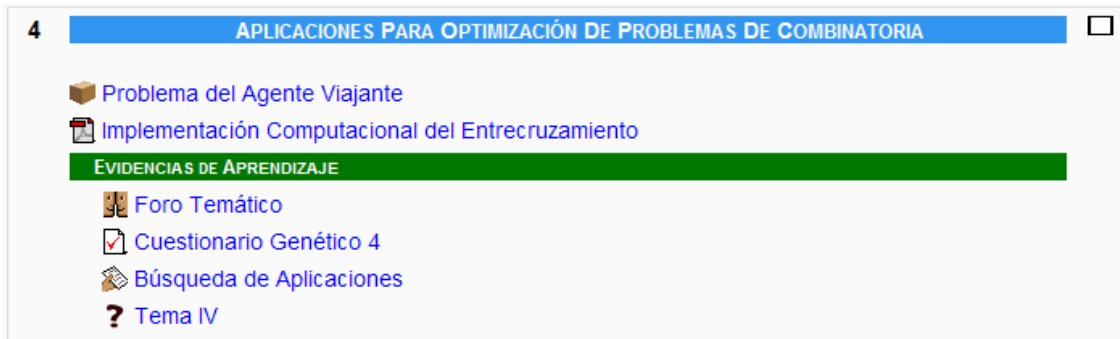 4 APLICACIONES PARA OPTIMIZACIÓN DE PROBLEMAS DE COMBINATORIA
Problema del Agente Viajante
Implementación Computacional del Entrecruzamiento
EVIDENCIAS DE APRENDIZAJE
Foro Temático
Cuestionario Genético 4
Búsqueda de Aplicaciones
? Tema IV